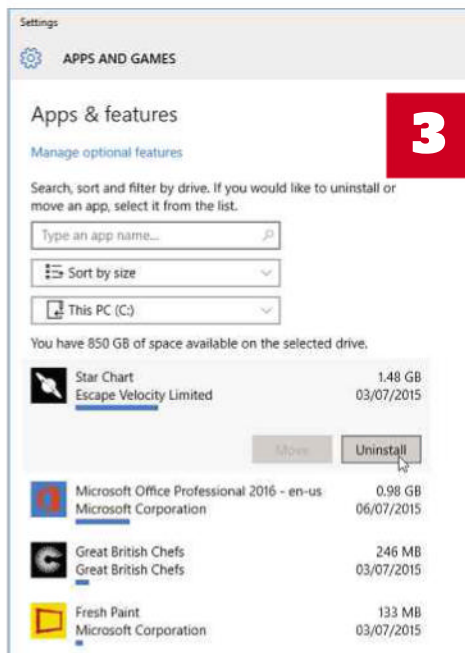 Settings
APPS AND GAMES
3
Apps & features
Manage optional features
Search, sort and filter by drive. If you would like to uninstall or
move an app, select it from the list.
Type an app name...
Sort by size
This PC (C:)
You have 850 GB of space available on the selected drive.
Star Chart 1.48 GB
Escape Velocity Limited 03/07/2015
Move Uninstall
Microsoft Office Professional 2016 - en-us 0.98 GB
Microsoft Corporation 06/07/2015
Great British Chefs 246 MB
Great British Chefs 03/07/2015
Fresh Paint 133 MB
Microsoft Corporation 03/07/2015